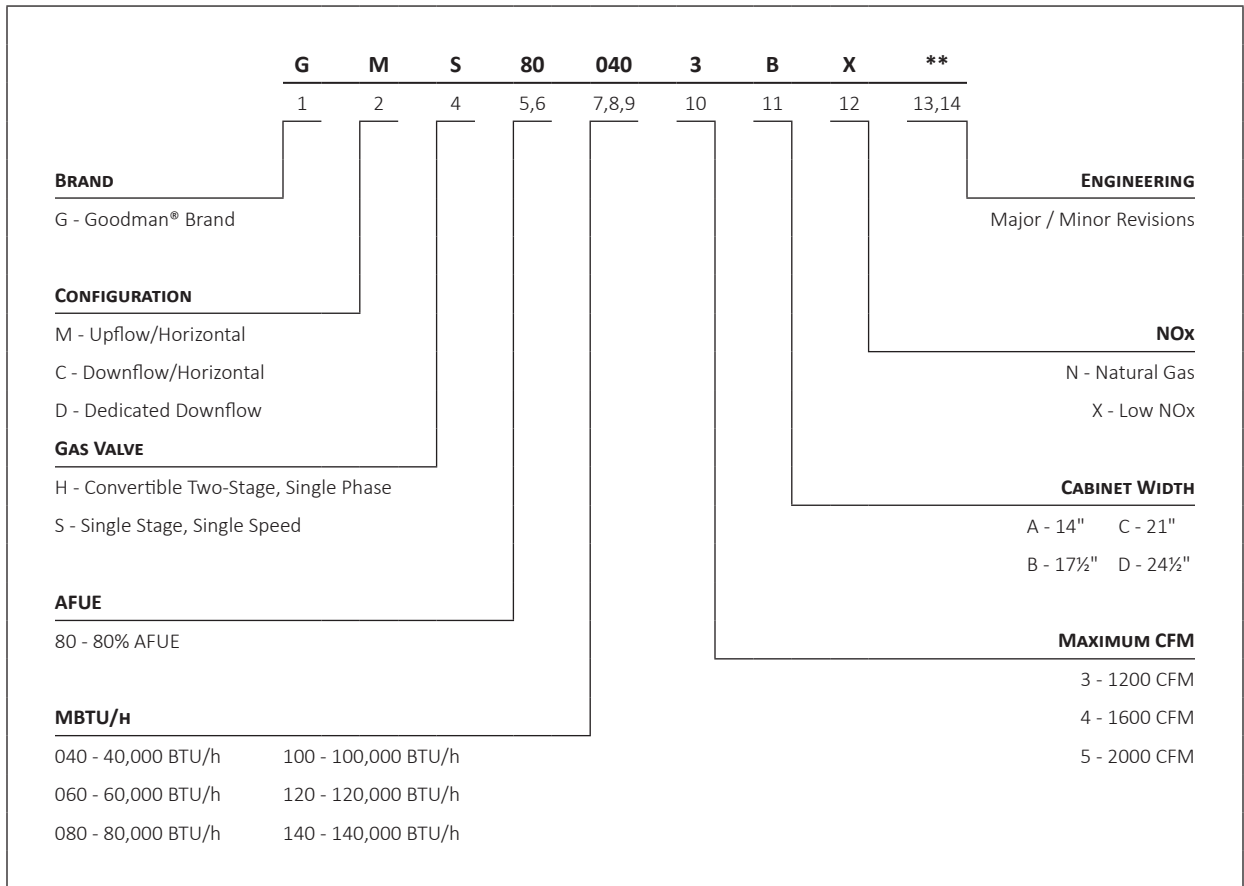 G M S 80 040 3 B X **
1 2 4 5,6 7,8,9 10 11 12 13,14
BRAND
G - Goodman® Brand
ENGINEERING
Major / Minor Revisions
CONFIGURATION
M - Upflow/Horizontal
C - Downflow/Horizontal
D - Dedicated Downflow
NOx
N - Natural Gas
X - Low NOx
GAS VALVE
H - Convertible Two-Stage, Single Phase
S - Single Stage, Single Speed
CABINET WIDTH
A - 14" C - 21"
B - 17½" D - 24½"
AFUE
80 - 80% AFUE
MAXIMUM CFM
3 - 1200 CFM
4 - 1600 CFM
5 - 2000 CFM
MBTU/H
040 - 40,000 BTU/h 100 - 100,000 BTU/h
060 - 60,000 BTU/h 120 - 120,000 BTU/h
080 - 80,000 BTU/h 140 - 140,000 BTU/h